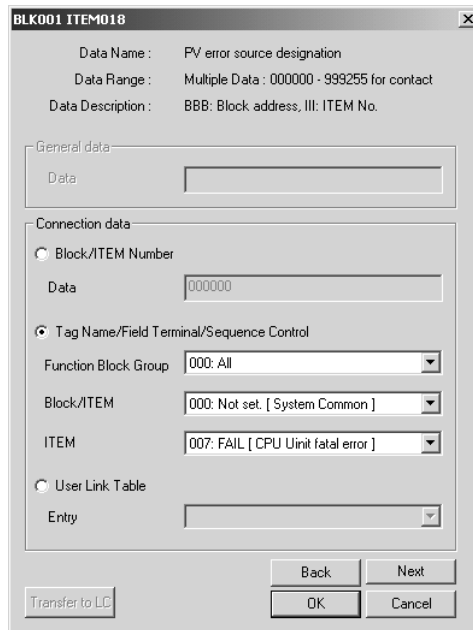 BLK001 ITEM018
Data Name : PV error source designation
Data Range : Multiple Data : 000000 - 999255 for contact
Data Description : BBB: Block address, III: ITEM No.
General data
Data
Connection data
Block/ITEM Number
Data 000000
Tag Name/Field Terminal/Sequence Control
Function Block Group 000: All
Block/ITEM 000: Not set. [ System Common ]
ITEM 007: FAIL [ CPU Uinit fatal error ]
User Link Table
Entry
Back Next
Transfer to LC OK Cancel